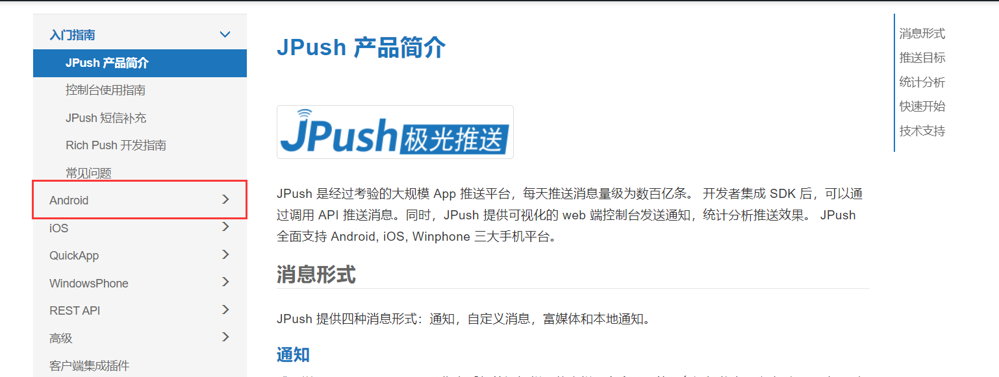 入门指南
JPush 产品简介
控制台使用指南
JPush 短信补充
Rich Push 开发指南
常见问题
Android
iOS
QuickApp
WindowsPhone
REST API
高级
客户端集成插件
JPush 产品简介
JPush极光推送
JPush 是经过考验的大规模 App 推送平台，每天推送消息量级为数百亿条。 开发者集成 SDK 后，可以通
过调用 API 推送消息。同时，JPush 提供可视化的 web 端控制台发送通知，统计分析推送效果。 JPush
全面支持 Android, iOS, Winphone 三大手机平台。
消息形式
JPush 提供四种消息形式：通知，自定义消息，富媒体和本地通知。
通知
消息形式
推送目标
统计分析
快速开始
技术支持